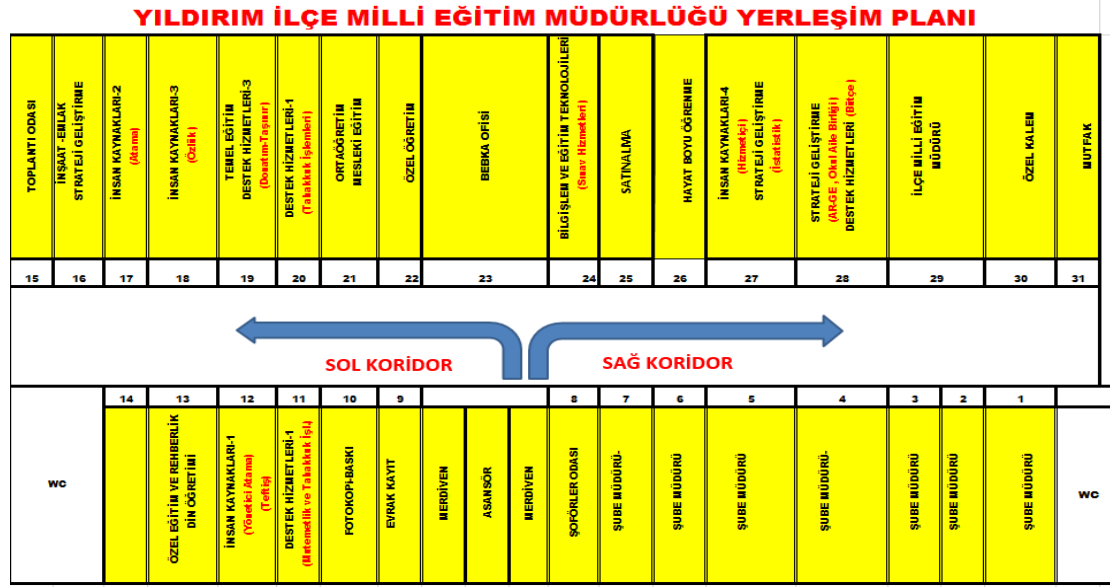 YILDIRIM İLÇE MİLLİ EĞİTİM MÜDÜRLÜĞÜ YERLEŞİM PLANI
TOPLANTI ODASI
İNŞAAT -EMLAK
STRATEJİ GELİŞTİRME
İNSAN KAYNAKLARI-2
(Atama)
İNSAN KAYNAKLARI-3
(Özlük)
TEMEL EĞİTİM
DESTEK HİZMETLERİ-3
(Donatım-Taşınır)
DESTEK HİZMETLERİ-1
(Tahakkuk İşlemleri)
ORTAÖĞRETİM
MESLEKİ EĞİTİM
ÖZEL ÖĞRETİM
BEBKA OFİSİ
BİLGİŞLEM VE EĞİTİM TEKNOLOJİLERİ
(Sınav Hizmetleri)
SATINALMA
HAYAT BOYU ÖĞRENME
İNSAN KAYNAKLARI-4
(Hizmetiçi)
STRATEJİ GELİŞTİRME
(İstatistik)
STRATEJİ GELİŞTİRME
(AR-GE , Okul Aile Birliği)
DESTEK HİZMETLERİ (Bütçe)
İLÇE MİLLİ EĞİTİM
MÜDÜRÜ
ÖZEL KALEM
MUTFAK
15 16 17 18 19 20 21 22 23 24 25 26 27 28 29 30 31
SOL KORİDOR
SAĞ KORİDOR
14 13 12 11 10 9 8 7 6 5 4 3 2 1
WC
ÖZEL EĞİTİM VE REHBERLİK
DİN ÖĞRETİMİ
İNSAN KAYNAKLARI-1
(Yönetici Atama)
(Teftiş)
DESTEK HİZMETLERİ-1
(Mutemetlik ve Tahakkuk İşl.)
FOTOKOPİ-BASKI
EVRAK KAYIT
MERDİVEN
ASANSÖR
MERDİVEN
ŞOFÖRLER ODASI
ŞUBE MÜDÜRÜ-
ŞUBE MÜDÜRÜ
ŞUBE MÜDÜRÜ
ŞUBE MÜDÜRÜ-
ŞUBE MÜDÜRÜ
ŞUBE MÜDÜRÜ
ŞUBE MÜDÜRÜ
WC